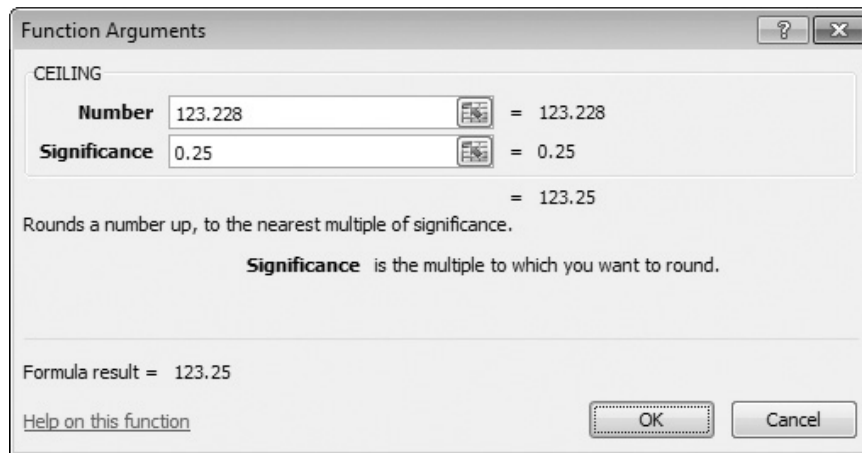 Function Arguments
CEILING
Number 123.228 = 123.228
Significance 0.25 = 0.25
= 123.25
Rounds a number up, to the nearest multiple of significance.
Significance is the multiple to which you want to round.
Formula result = 123.25
Help on this function
OK Cancel